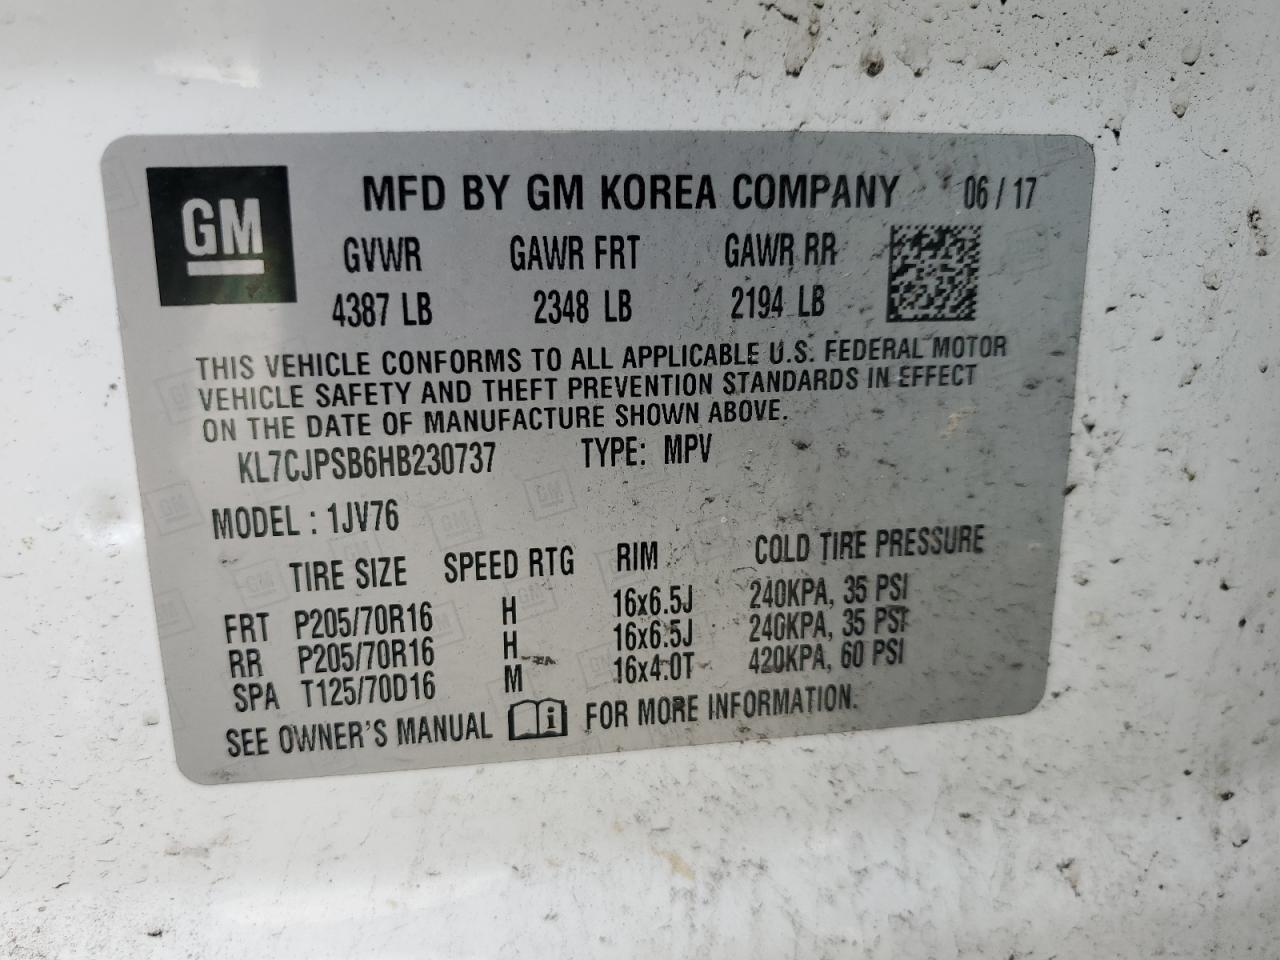 GM
MFD BY GM KOREA COMPANY 06 / 17
GVWR GAWR FRT GAWR RR
4387 LB 2348 LB 2194 LB
THIS VEHICLE CONFORMS TO ALL APPLICABLE U.S. FEDERAL MOTOR
VEHICLE SAFETY AND THEFT PREVENTION STANDARDS IN EFFECT
ON THE DATE OF MANUFACTURE SHOWN ABOVE.
KL7CJPSB6HB230737 TYPE: MPV
MODEL : 1JV76
TIRE SIZE SPEED RTG RIM COLD TIRE PRESSURE
FRT P205/70R16 H 16x6.5J 240KPA, 35 PSI
RR P205/70R16 H 16x6.5J 240KPA, 35 PSI
SPA T125/70D16 M 16x4.0T 420KPA, 60 PSI
SEE OWNER'S MANUAL i FOR MORE INFORMATION.